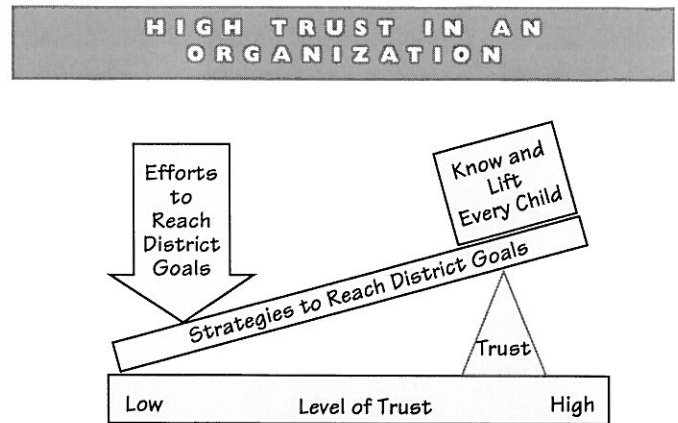 HIGH TRUST IN AN
ORGANIZATION
Efforts
to
Reach
District
Goals
Know and
Lift
Every Child
Strategies to Reach District Goals
Trust
Low Level of Trust High